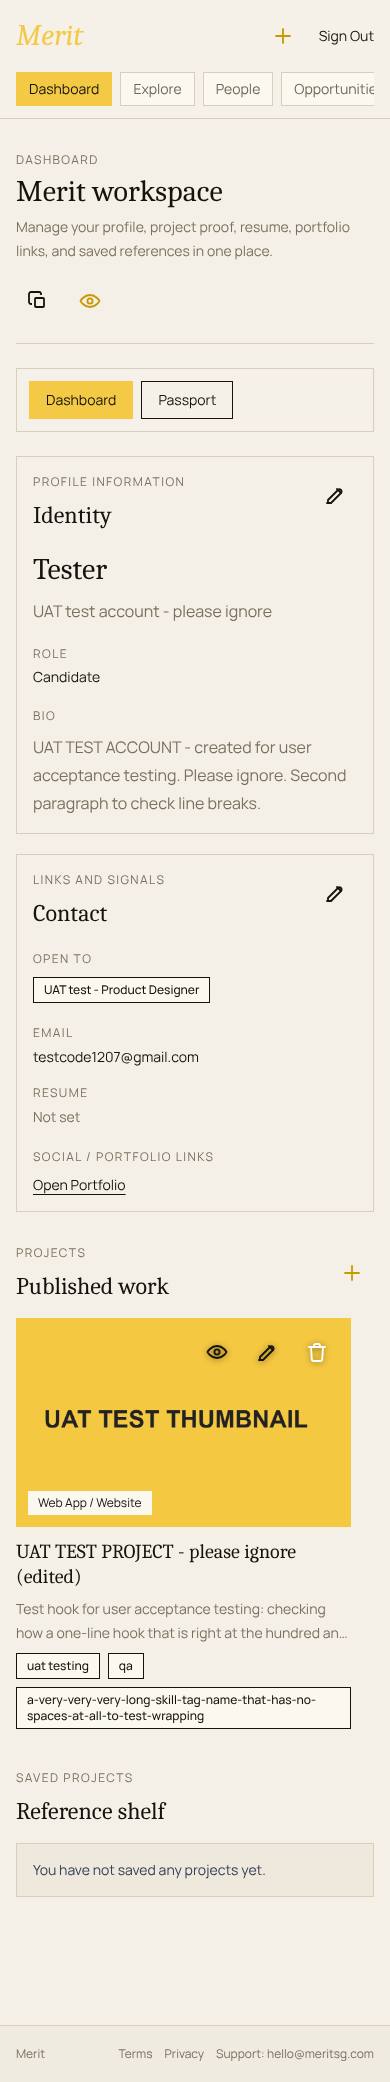 Merit
Sign Out
Dashboard
Explore
People
Opportunitie
DASHBOARD
Merit workspace
Manage your profile, project proof, resume, portfolio
links, and saved references in one place.
Dashboard
Passport
PROFILE INFORMATION
Identity
Tester
UAT test account - please ignore
ROLE
Candidate
BIO
UAT TEST ACCOUNT - created for user
acceptance testing. Please ignore. Second
paragraph to check line breaks.
LINKS AND SIGNALS
Contact
OPEN TO
UAT test - Product Designer
EMAIL
testcode1207@gmail.com
RESUME
Not set
SOCIAL / PORTFOLIO LINKS
Open Portfolio
PROJECTS
Published work
UAT TEST THUMBNAIL
Web App / Website
UAT TEST PROJECT - please ignore
(edited)
Test hook for user acceptance testing: checking
how a one-line hook that is right at the hundred an...
uat testing
qa
a-very-very-very-long-skill-tag-name-that-has-no-
spaces-at-all-to-test-wrapping
SAVED PROJECTS
Reference shelf
You have not saved any projects yet.
Merit
Terms
Privacy
Support: hello@meritsg.com